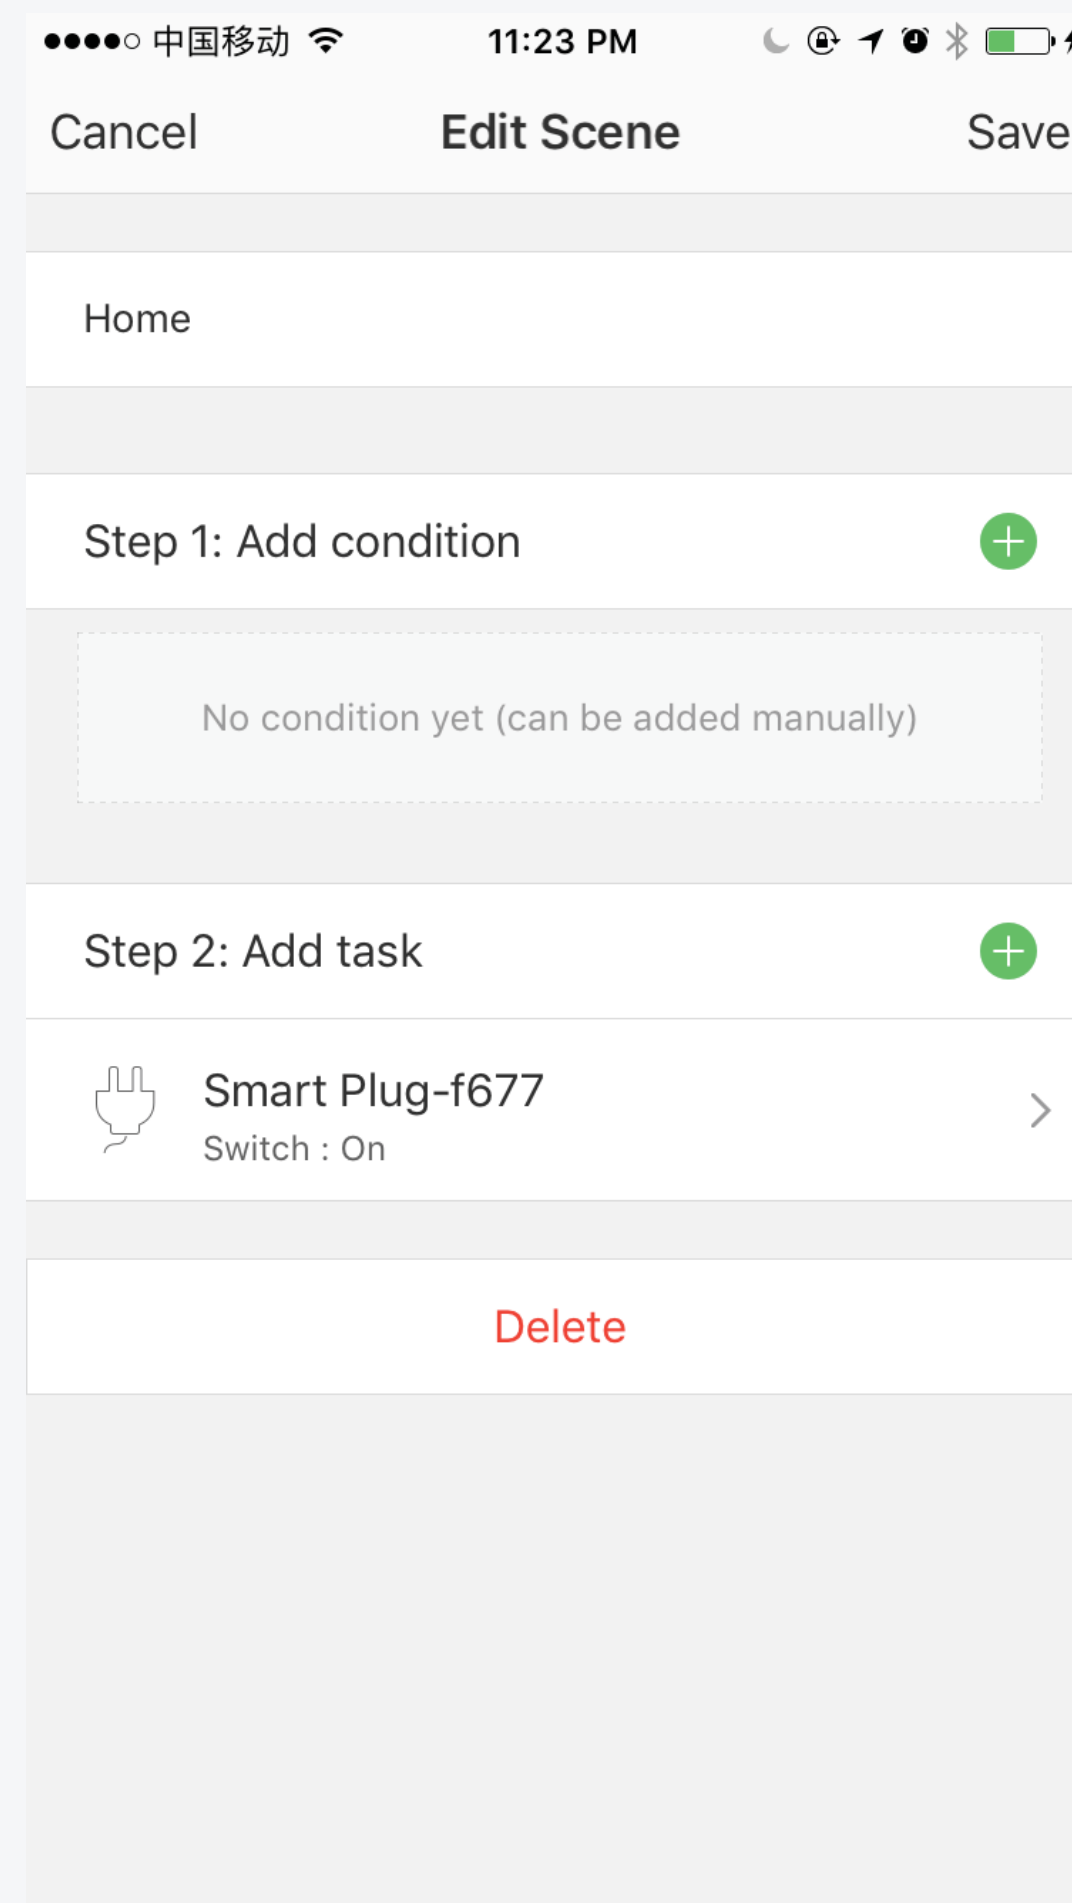 中国移动 11:23 PM
Cancel Edit Scene Save
Home
Step 1: Add condition
No condition yet (can be added manually)
Step 2: Add task
Smart Plug-f677
Switch : On
Delete